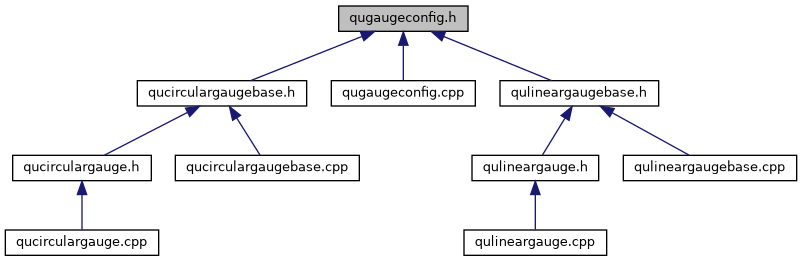 qugaugeconfig.h
qucirculargaugebase.h
qugaugeconfig.cpp
qulineargaugebase.h
qucirculargauge.h
qucirculargaugebase.cpp
qulineargauge.h
qulineargaugebase.cpp
qucirculargauge.cpp
qulineargauge.cpp